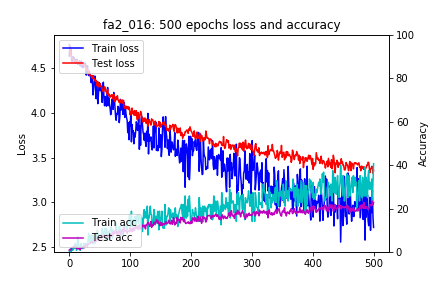 fa2_016: 500 epochs loss and accuracy
Train loss
Test loss
Train acc
Test acc
Loss
4.5
4.0
3.5
3.0
2.5
0
100
200
300
400
500
100
80
60
40
20
0
Accuracy